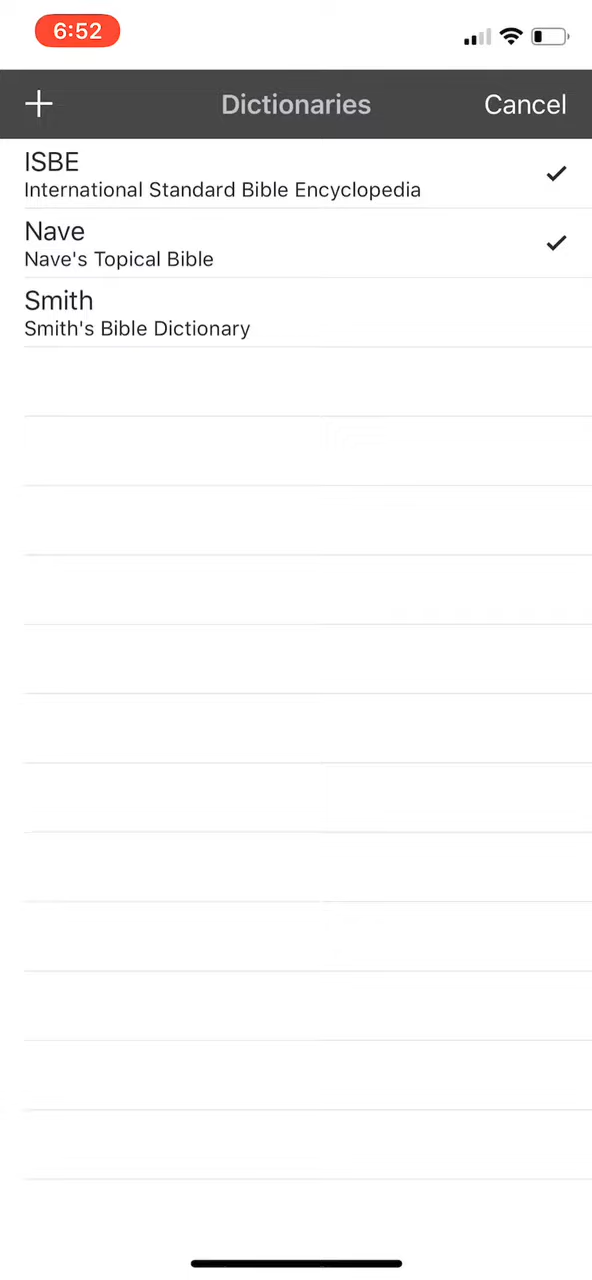 6:52
Dictionaries
Cancel
ISBE
International Standard Bible Encyclopedia
Nave
Nave's Topical Bible
Smith
Smith's Bible Dictionary